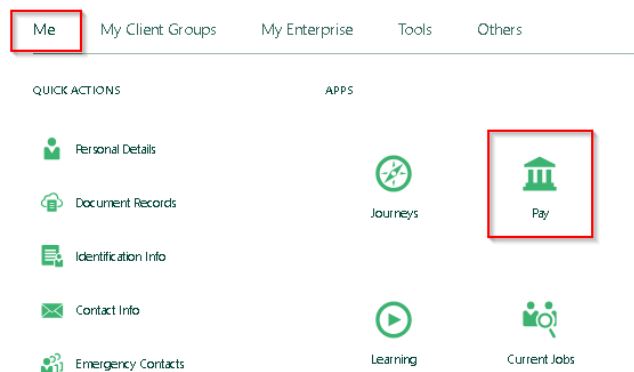 Me My Client Groups My Enterprise Tools Others
QUICK ACTIONS APPS
Personal Details
Document Records
Journeys Pay
Identification Info
Contact Info
Learning Current Jobs
Emergency Contacts